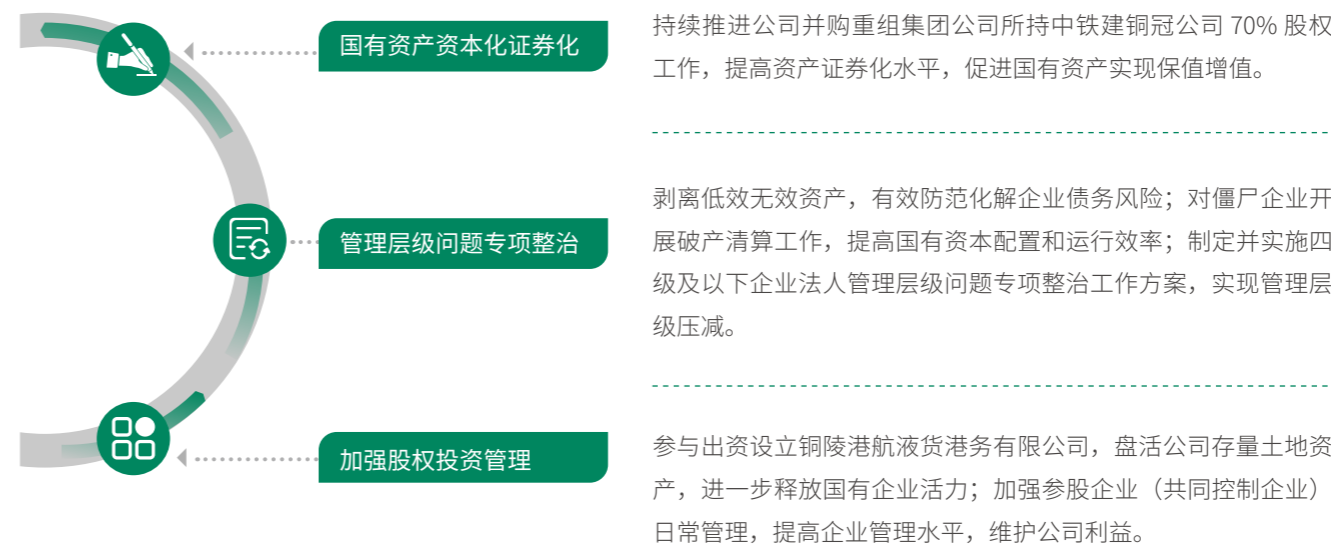 国有资产资本化证券化
持续推进公司并购重组集团公司所持中铁建铜冠公司 70% 股权
工作，提高资产证券化水平，促进国有资产实现保值增值。
管理层级问题专项整治
剥离低效无效资产，有效防范化解企业债务风险；对僵尸企业开
展破产清算工作，提高国有资本配置和运行效率；制定并实施四
级及以下企业法人管理层级问题专项整治工作方案，实现管理层
级压减。
加强股权投资管理
参与出资设立铜陵港航液货港务有限公司，盘活公司存量土地资
产，进一步释放国有企业活力；加强参股企业（共同控制企业）
日常管理，提高企业管理水平，维护公司利益。